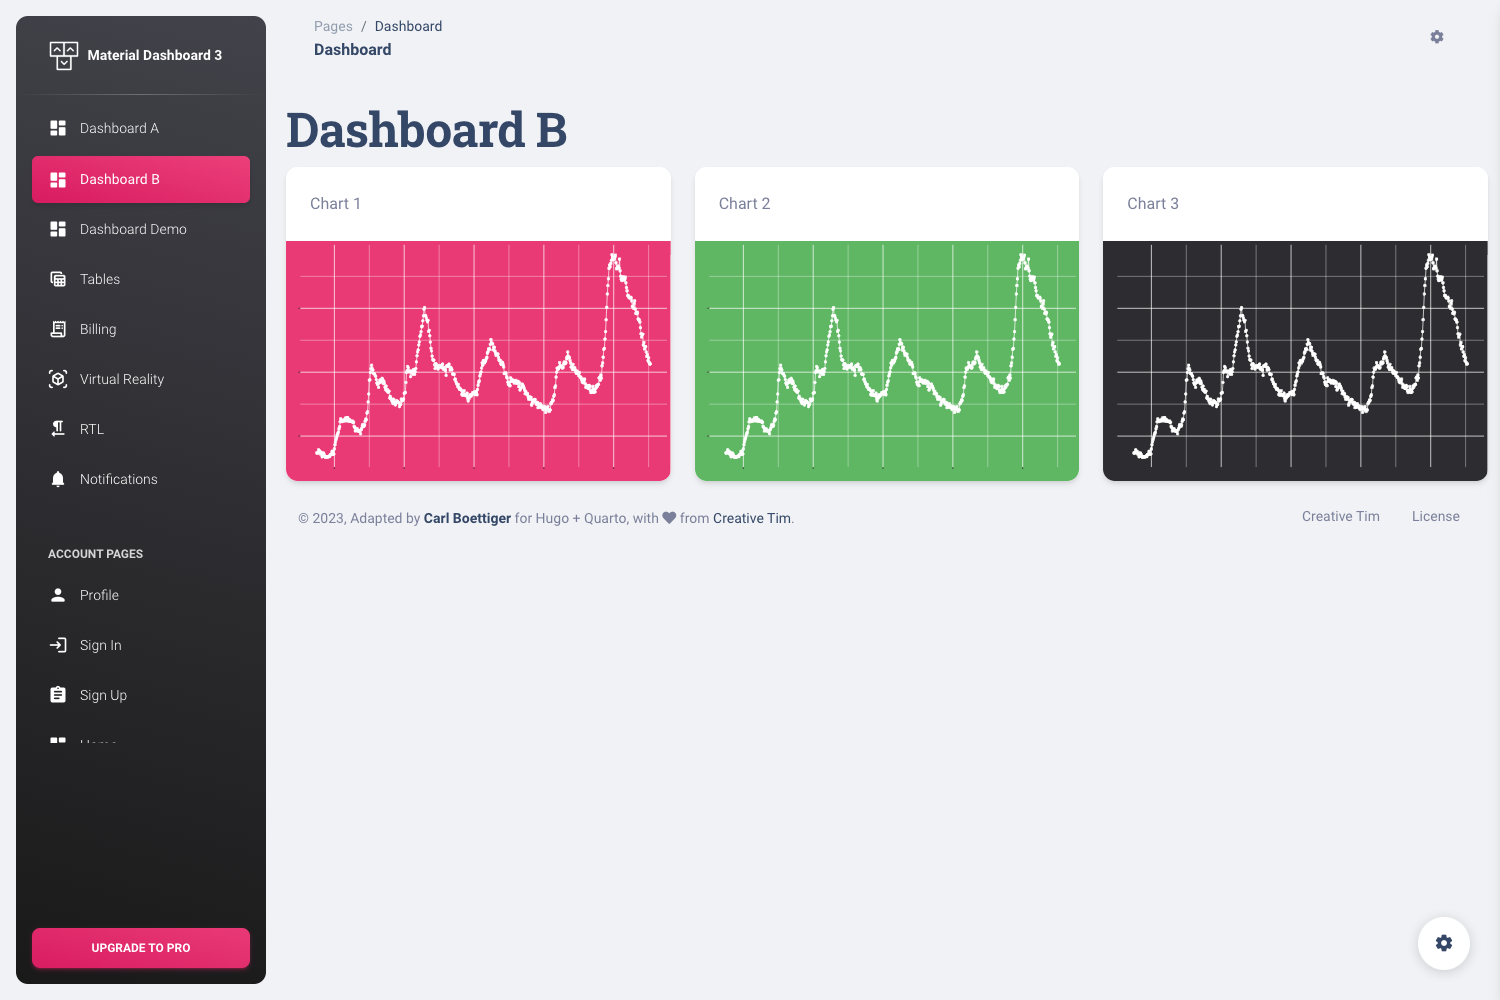 Material Dashboard 3
Dashboard A
Dashboard B
Dashboard Demo
Tables
Billing
Virtual Reality
RTL
Notifications
ACCOUNT PAGES
Profile
Sign In
Sign Up
UPGRADE TO PRO
Pages / Dashboard
Dashboard
Dashboard B
Chart 1
Chart 2
Chart 3
© 2023, Adapted by Carl Boettiger for Hugo + Quarto, with from Creative Tim.
Creative Tim License